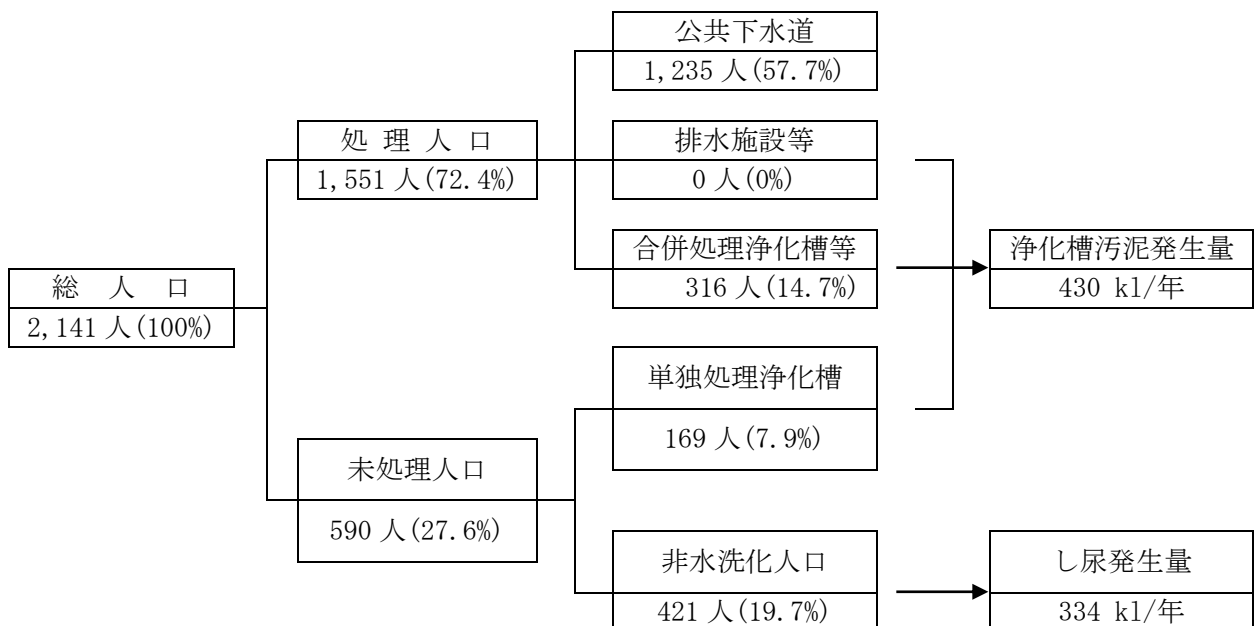 公共下水道
1,235 人(57.7%)
処 理 人 口
1,551 人(72.4%)
排水施設等
0 人(0%)
合併処理浄化槽等
316 人(14.7%)
浄化槽汚泥発生量
430 kl/年
総 人 口
2,141 人(100%)
単独処理浄化槽
169 人(7.9%)
未処理人口
590 人(27.6%)
非水洗化人口
421 人(19.7%)
し尿発生量
334 kl/年